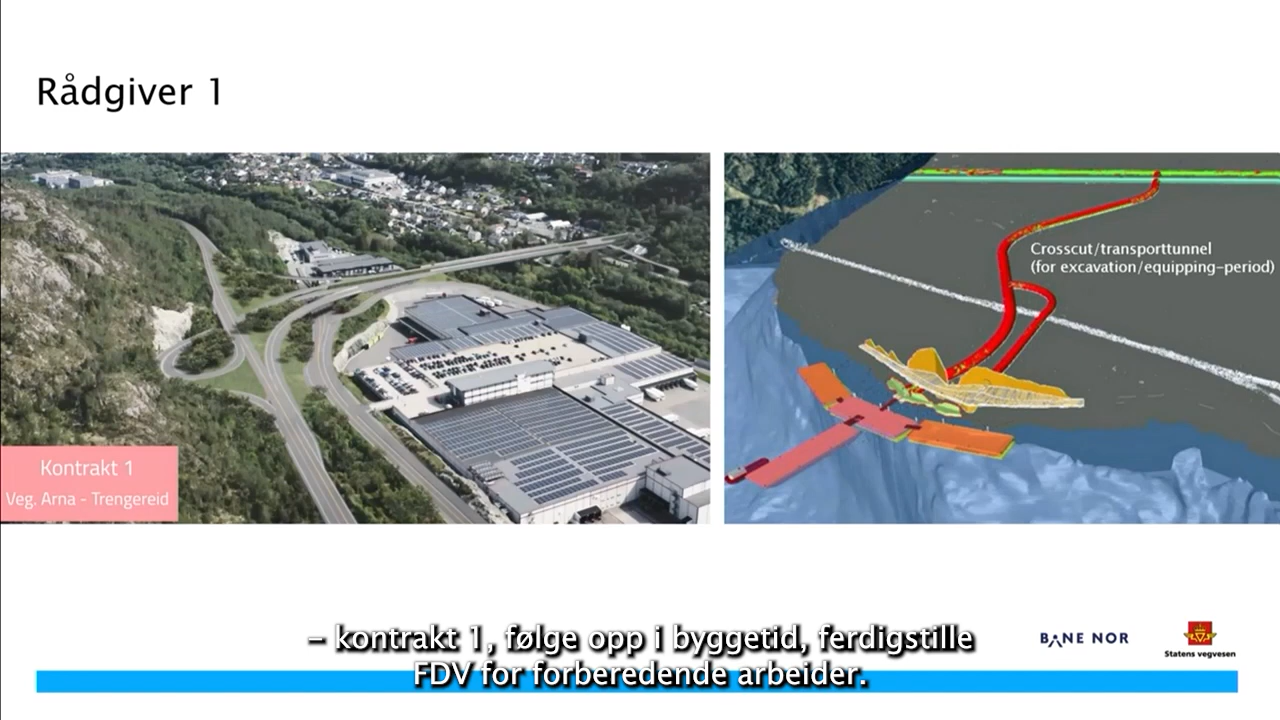 Rådgiver 1
Crosscut/transporttunnel
(for excavation/equipping-period)
Kontrakt 1
Veg. Arna - Trengereid
– kontrakt 1, følge opp i byggetid, ferdigstille
FDV for forberedende arbeider.
BANE NOR
Statens vegvesen